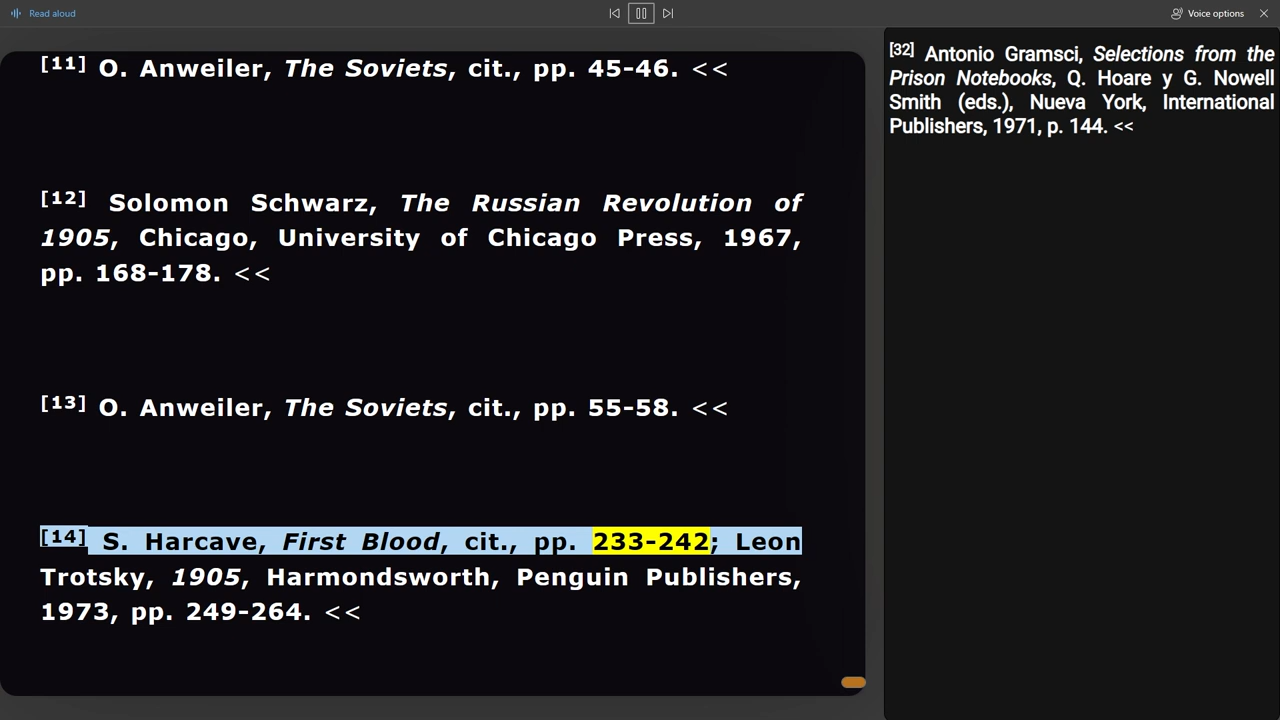 Read aloud
Voice options
[11] O. Anweiler, The Soviets, cit., pp. 45-46. <<
[12] Solomon Schwarz, The Russian Revolution of
1905, Chicago, University of Chicago Press, 1967,
pp. 168-178. <<
[13] O. Anweiler, The Soviets, cit., pp. 55-58. <<
[14] S. Harcave, First Blood, cit., pp. 233-242; Leon
Trotsky, 1905, Harmondsworth, Penguin Publishers,
1973, pp. 249-264. <<
[32] Antonio Gramsci, Selections from the
Prison Notebooks, Q. Hoare y G. Nowell
Smith (eds.), Nueva York, International
Publishers, 1971, p. 144. <<